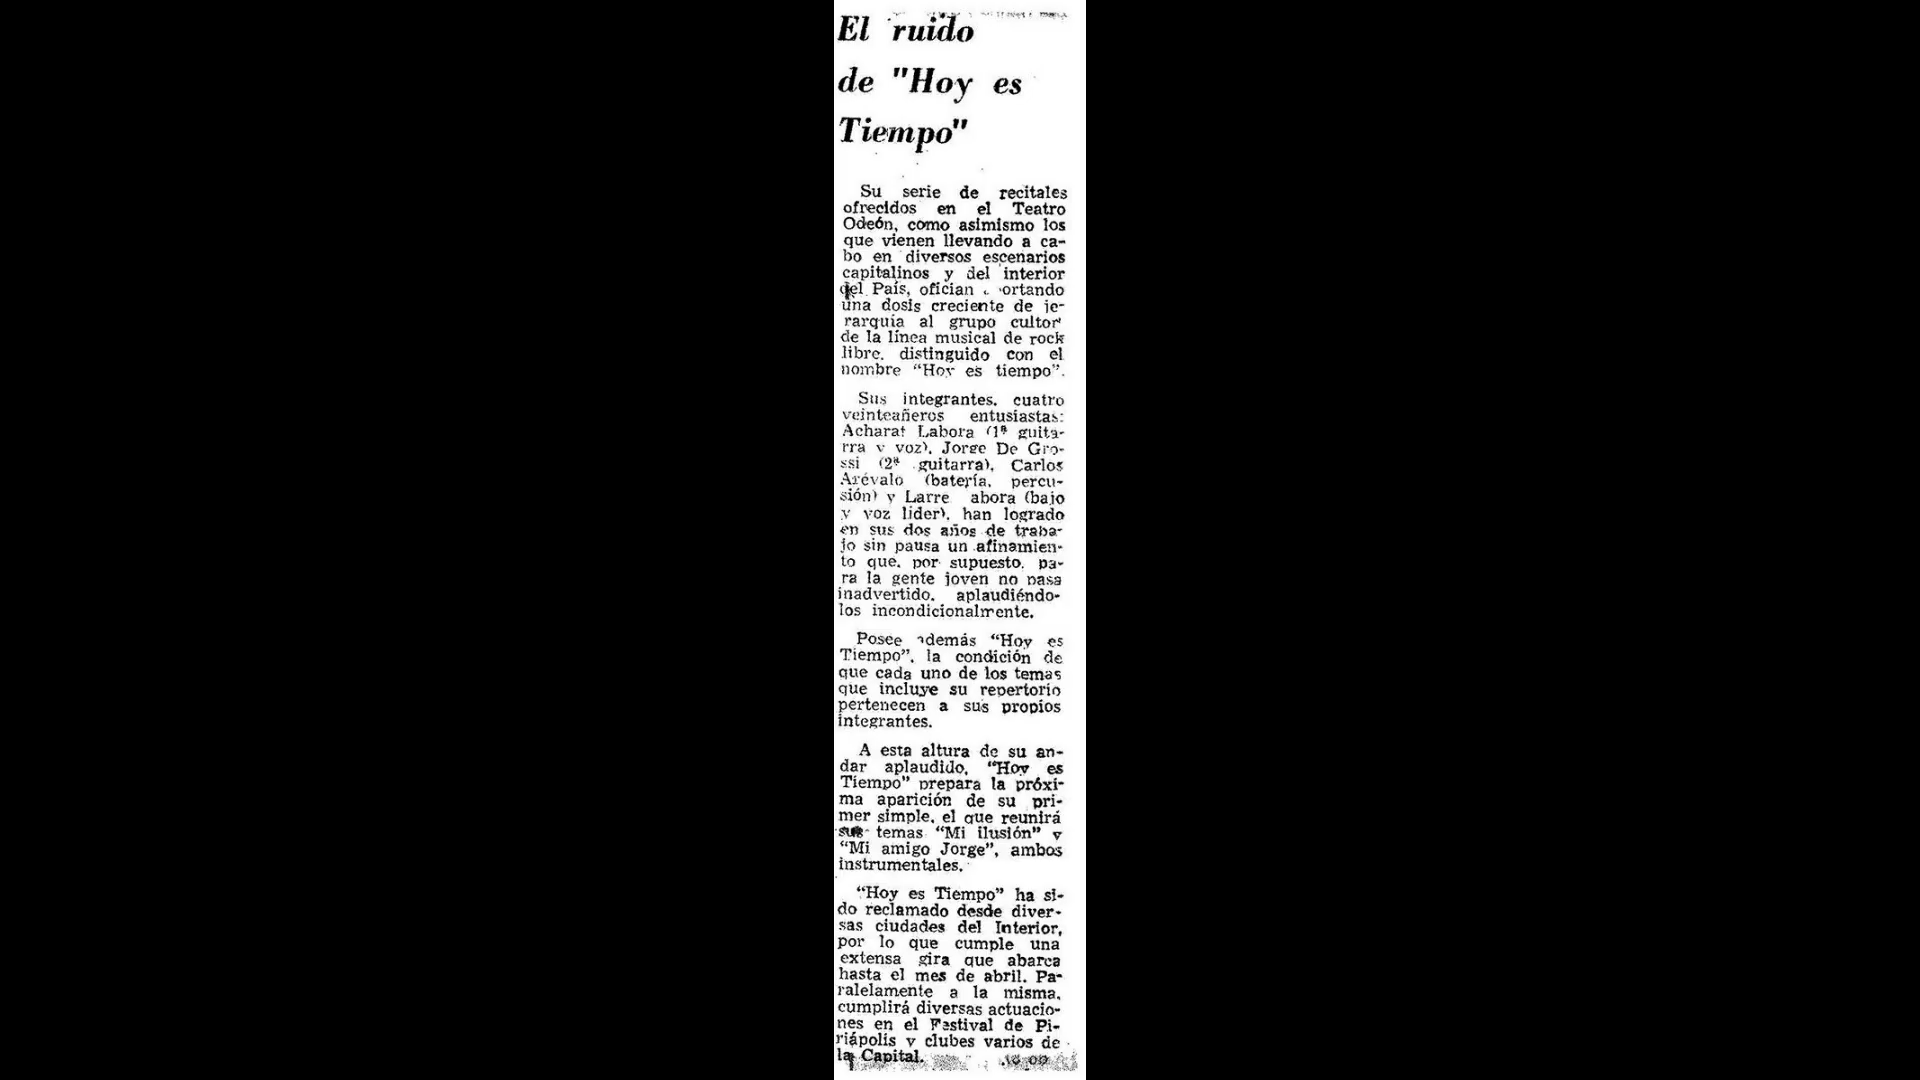 El ruido
de "Hoy es
Tiempo"
Su serie de recitales
ofrecidos en el Teatro
Odeón, como asimismo los
que vienen llevando a ca-
bo en diversos escenarios
capitalinos y del interior
del País, ofician ortando
una dosis creciente de je-
rarquía al grupo cultor
de la línea musical de rock
libre, distinguido con el
nombre "Hoy es tiempo".
Sus integrantes, cuatro
veinteañeros entusiastas:
Acharat Labora (1ª guita-
rra y voz), Jorge De Gro-
ssi (2ª guitarra), Carlos
Arévalo (batería, percu-
sión) y Larre abora (bajo
y voz lider), han logrado
en sus dos años de traba-
jo sin pausa un afinamien-
to que, por supuesto, pa-
ra la gente joven no pasa
inadvertido, aplaudiéndo-
los incondicionalmente.
Posee además "Hoy es
Tiempo", la condición de
que cada uno de los temas
que incluye su repertorio
pertenecen a sus propios
integrantes.
A esta altura de su an-
dar aplaudido, "Hoy es
Tiempo" prepara la próxi-
ma aparición de su pri-
mer simple, el que reunirá
sus temas "Mi ilusión" y
"Mi amigo Jorge", ambos
instrumentales.
"Hoy es Tiempo" ha si-
do reclamado desde diver-
sas ciudades del Interior,
por lo que cumple una
extensa gira que abarca
hasta el mes de abril. Pa-
ralelamente a la misma,
cumplirá diversas actuacio-
nes en el Festival de Pi-
riápolis y clubes varios de
la Capital.